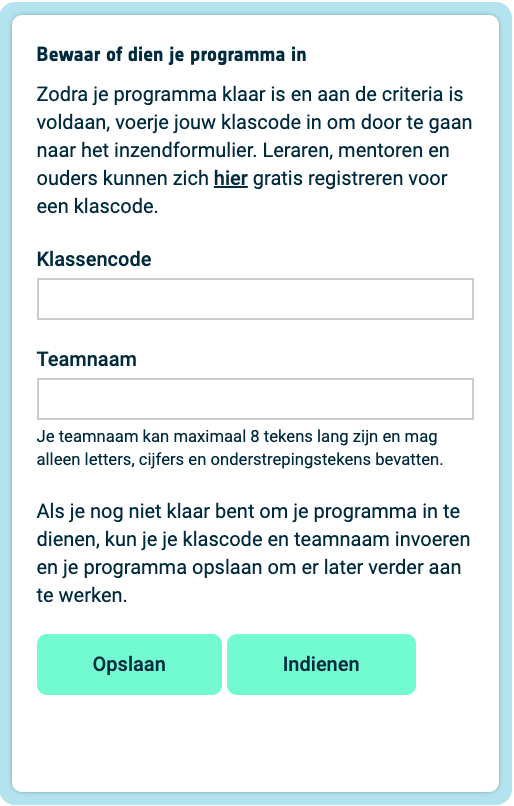 Bewaar of dien je programma in
Zodra je programma klaar is en aan de criteria is
voldaan, voerje jouw klascode in om door te gaan
naar het inzendformulier. Leraren, mentoren en
ouders kunnen zich hier gratis registreren voor
een klascode.
Klassencode
Teamnaam
Je teamnaam kan maximaal 8 tekens lang zijn en mag
alleen letters, cijfers en onderstrepingstekens bevatten.
Als je nog niet klaar bent om je programma in te
dienen, kun je je klascode en teamnaam invoeren
en je programma opslaan om er later verder aan
te werken.
Opslaan Indienen